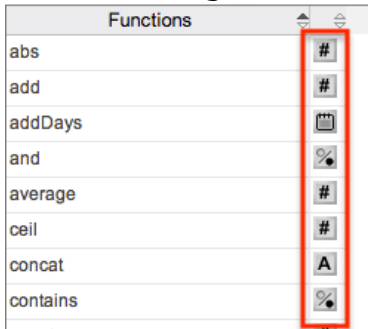 Functions
abs #
add #
addDays
and
average #
ceil #
concat A
contains